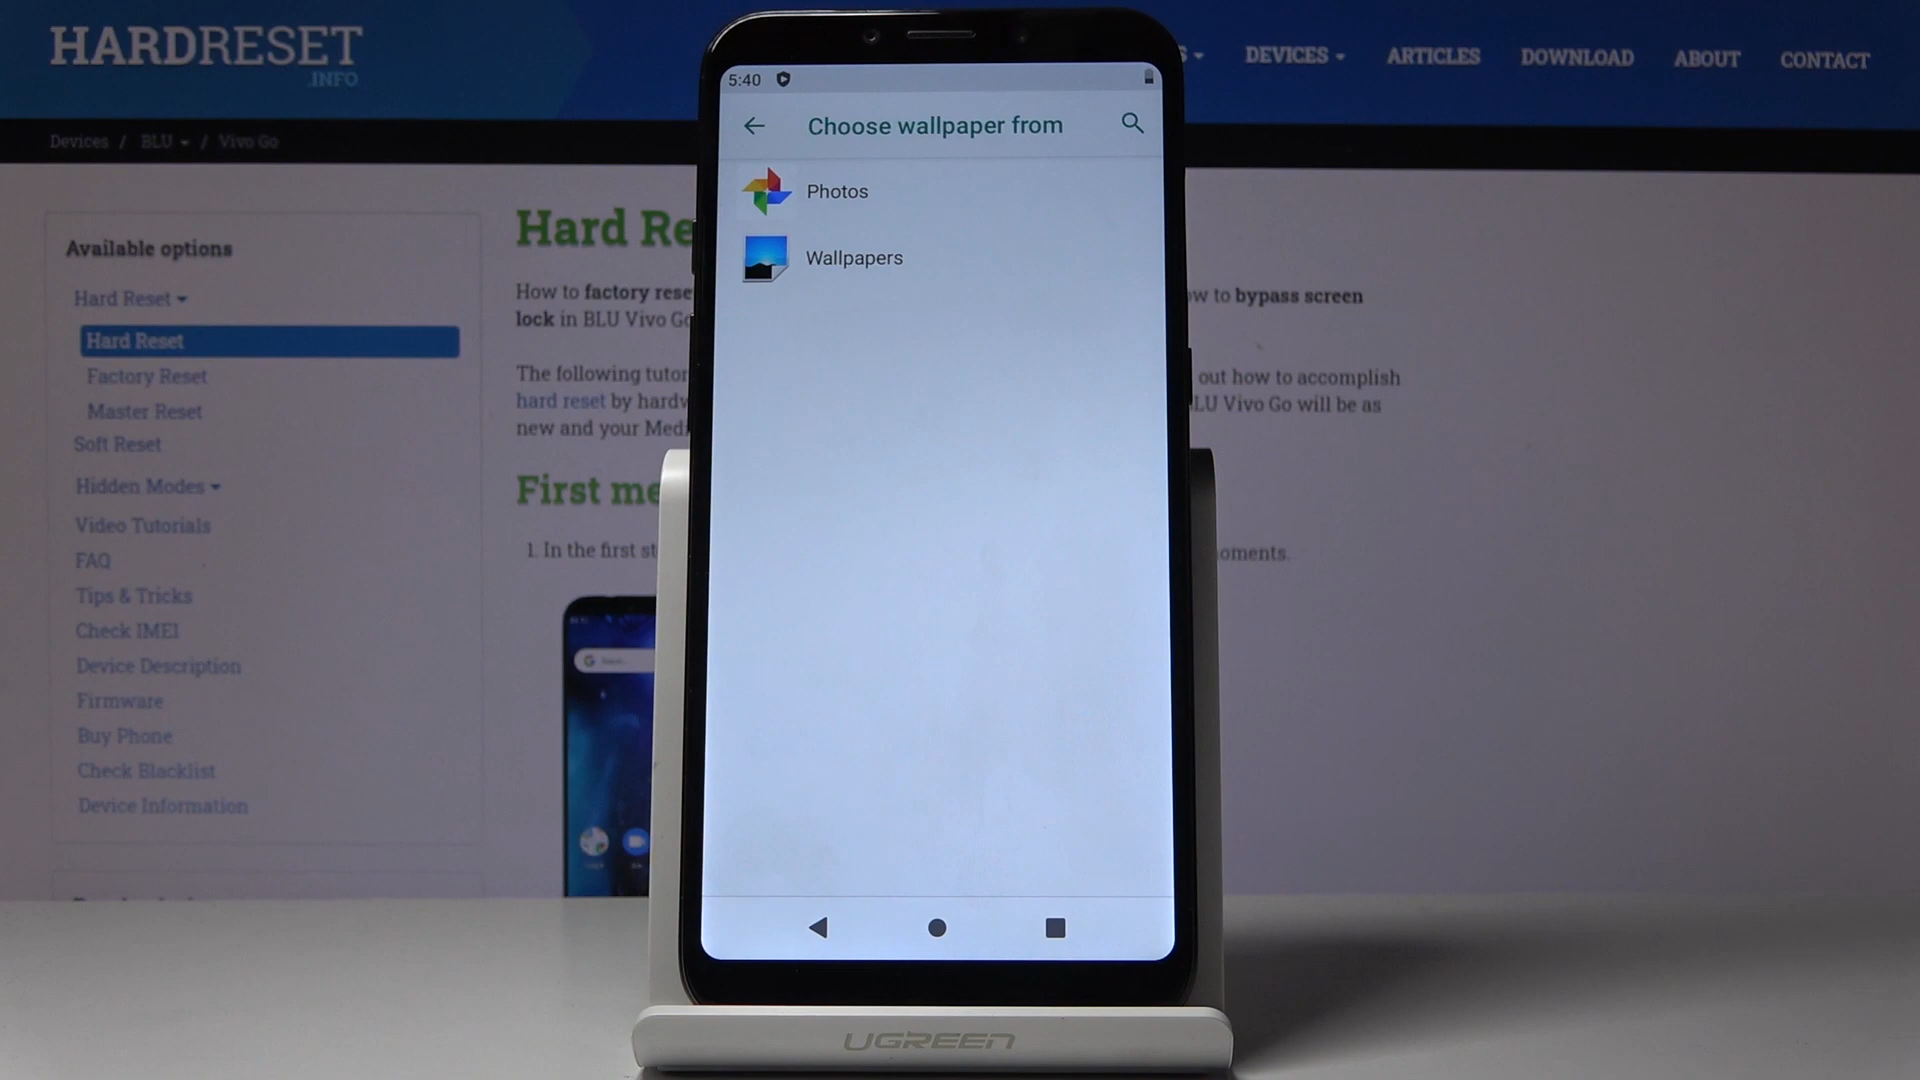 HARDRESET
.INFO
DEVICES
ARTICLES
DOWNLOAD
ABOUT
CONTACT
Devices / BLU / Vivo Go
Available options
Hard Reset
Hard Reset
Factory Reset
Master Reset
Soft Reset
Hidden Modes
Video Tutorials
FAQ
Tips & Tricks
Check IMEI
Device Description
Firmware
Buy Phone
Check Blacklist
Device Information
Hard Re
How to factory rese
lock in BLU Vivo Go
The following tutor
hard reset by hardw
new and your Med
First me
1. In the first st
5:40
Choose wallpaper from
Photos
Wallpapers
w to bypass screen
out how to accomplish
LU Vivo Go will be as
oments.
UGREEN